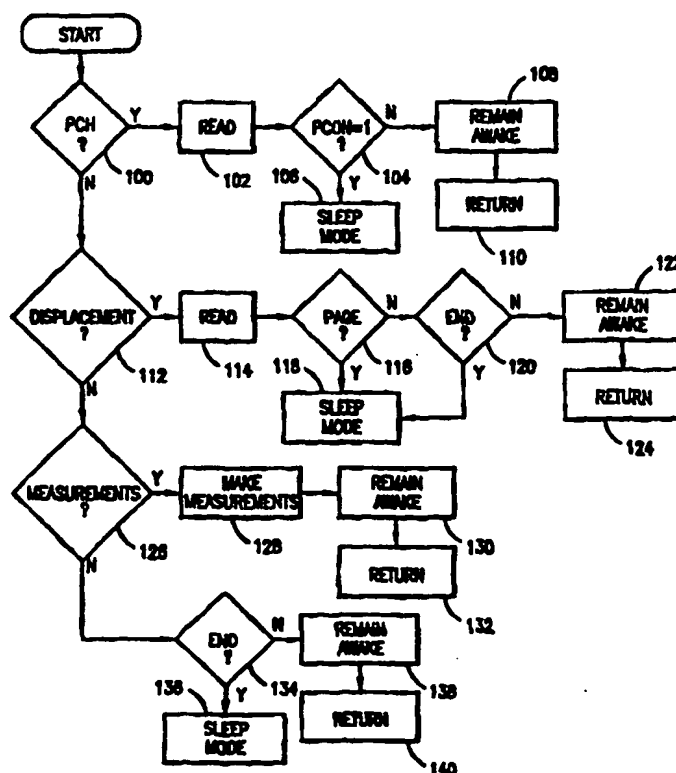 START
PCH
?
Y
N
100
READ
102
PCON=1
?
N
Y
104
106
SLEEP
MODE
108
REMAIN
AWAKE
RETURN
110
DISPLACEMENT
?
Y
N
112
READ
114
PAGE
?
N
Y
116
118
SLEEP
MODE
END
?
N
Y
120
122
REMAIN
AWAKE
RETURN
124
MEASUREMENTS
?
Y
N
126
MAKE
MEASUREMENTS
128
REMAIN
AWAKE
130
RETURN
132
END
?
N
Y
134
136
SLEEP
MODE
REMAIN
AWAKE
138
RETURN
140